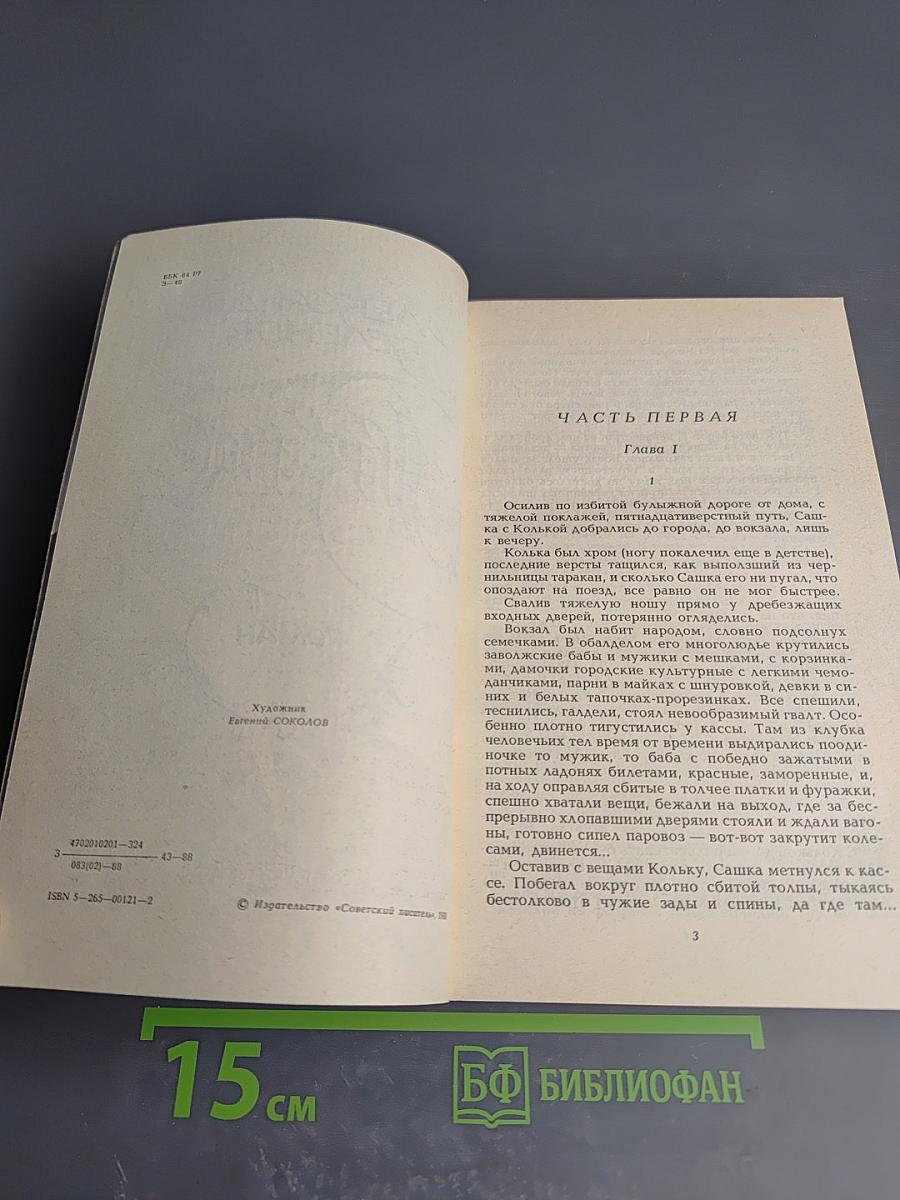 ББК 84 Р7
З—48
Художник
Евгений СОКОЛОВ
4702010201—324
З 43—88
083(02)—88
ISBN 5—265—00121—2
© Издательство «Советский писатель»,
ЧАСТЬ ПЕРВАЯ
Глава I
1
Осилив по избитой булыжной дороге от дома, с
тяжелой поклажей, пятнадцативерстный путь, Саш-
ка с Колькой добрались до города, до вокзала, лишь
к вечеру.
Колька был хром (ногу покалечил еще в детстве),
последние версты тащился, как выползший из чер-
нильницы таракан, и сколько Сашка его ни пугал, что
опоздают на поезд, все равно он не мог быстрее.
Свалив тяжелую ношу прямо у дребезжащих
входных дверей, потерянно огляделись.
Вокзал был набит народом, словно подсолнух
семечками. В обалделом его многолюдье крутились
заволжские бабы и мужики с мешками, с корзинка-
ми, дамочки городские культурные с легкими чемо-
данчиками, парни в майках с шнуровкой, девки в си-
них и белых тапочках-прорезинках. Все спешили,
теснились, галдели, стоял невообразимый гвалт. Осо-
бенно плотно тигустились у кассы. Там из клубка
человечьих тел время от времени выдирались пооди-
ночке то мужик, то баба с победно зажатыми в
потных ладонях билетами, красные, заморенные, и,
на ходу оправляя сбитые в толчее платки и фуражки,
спешно хватали вещи, бежали на выход, где за бес-
прерывно хлопавшими дверями стояли и ждали ваго-
ны, готовно сипел паровоз — вот-вот закрутит коле-
сами, двинется...
Оставив с вещами Кольку, Сашка метнулся к кас-
се. Побегал вокруг плотно сбитой толпы, тыкаясь
бестолково в чужие зады и спины, да где там...
3
15 см
БФ БИБЛИОФАН